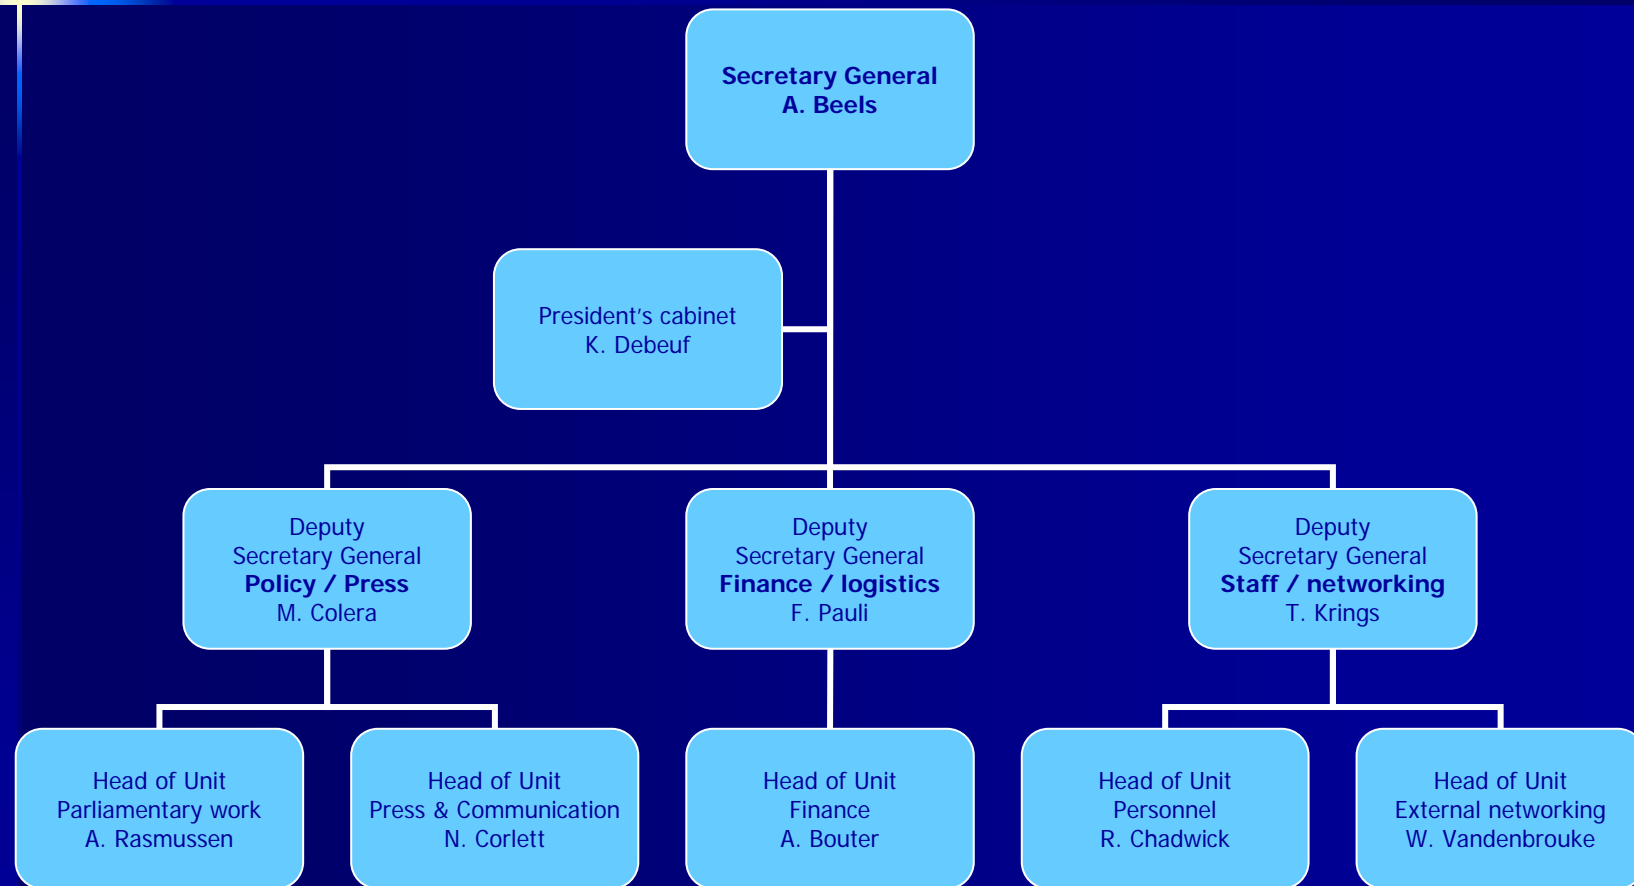 Secretary General
A. Beels
President's cabinet
K. Debeuf
Deputy
Secretary General
Policy / Press
M. Colera
Deputy
Secretary General
Finance / logistics
F. Pauli
Deputy
Secretary General
Staff / networking
T. Krings
Head of Unit
Parliamentary work
A. Rasmussen
Head of Unit
Press & Communication
N. Corlett
Head of Unit
Finance
A. Bouter
Head of Unit
Personnel
R. Chadwick
Head of Unit
External networking
W. Vandenbrouke